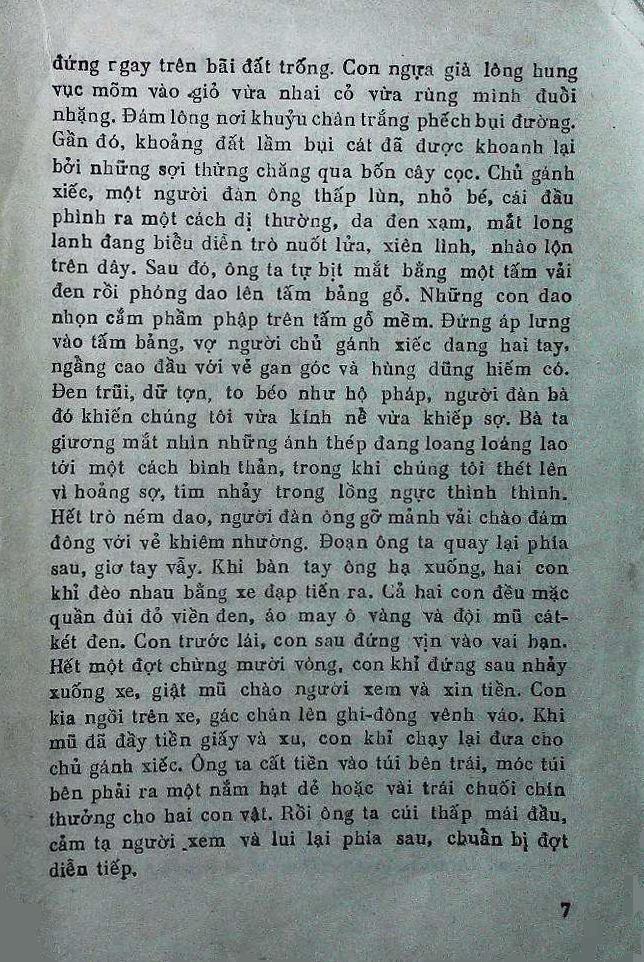 đứng rgay trên bãi đất trống. Con ngựa già lông hung
vục mõm vào giỏ vừa nhai cỏ vừa rùng mình đuổi
nhặng. Đám lông nơi khuỷu chàn trắng phếch bụi đường.
Gần đó, khoảng đất lầm bụi cát đã được khoanh lại
bởi những sợi thừng chăng qua bốn cây cọc. Chủ gánh
xiếc, một người đàn ông thấp lùn, nhỏ bé, cái đầu
phình ra một cách dị thường, da đen xạm, mắt long
lanh đang biểu diễn trò nuốt lửa, xiên lình, nhào lộn
trên dây. Sau đó, ông ta tự bịt mắt bằng một tấm vải
đen rồi phóng dao lên tấm bảng gỗ. Những con dao
nhọn cắm phầm phập trên tấm gỗ mềm. Đứng áp lưng
vào tấm bảng, vợ người chủ gánh xiếc dang hai tay,
ngẩng cao đầu với vẻ gan góc và hùng dũng hiếm có.
Đen trũi, dữ tợn, to béo như hộ pháp, người đàn bà
đó khiến chúng tôi vừa kính nể vừa khiếp sợ. Bà ta
giương mắt nhìn những ánh thép đang loang loáng lao
tới một cách bình thản, trong khi chúng tôi thét lên
vì hoảng sợ, tim nhảy trong lồng ngực thình thình.
Hết trò ném dao, người đàn ông gỡ mảnh vải chào đám
đông với vẻ khiêm nhường. Đoạn ông ta quay lại phía
sau, giơ tay vẫy. Khi bàn tay ông hạ xuống, hai con
khỉ đèo nhau bằng xe đạp tiến ra. Cả hai con đều mặc
quần đùi đỏ viền đen, áo may ô vàng và đội mũ cát-
két đen. Con trước lái, con sau đứng vịn vào vai bạn.
Hết một đợt chừng mười vòng, con khỉ đứng sau nhảy
xuống xe, giật mũ chào người xem và xin tiền. Con
kia ngồi trên xe, gác chân lên ghi-đông vênh váo. Khi
mũ đã đầy tiền giấy và xu, con khỉ chạy lại đưa cho
chủ gánh xiếc. Ông ta cất tiền vào túi bên trái, móc túi
bên phải ra một nắm hạt dẻ hoặc vài trái chuối chín
thưởng cho hai con vật. Rồi ông ta cúi thấp mái đầu,
cảm tạ người xem và lui lại phía sau, chuẩn bị đợt
diễn tiếp.
7